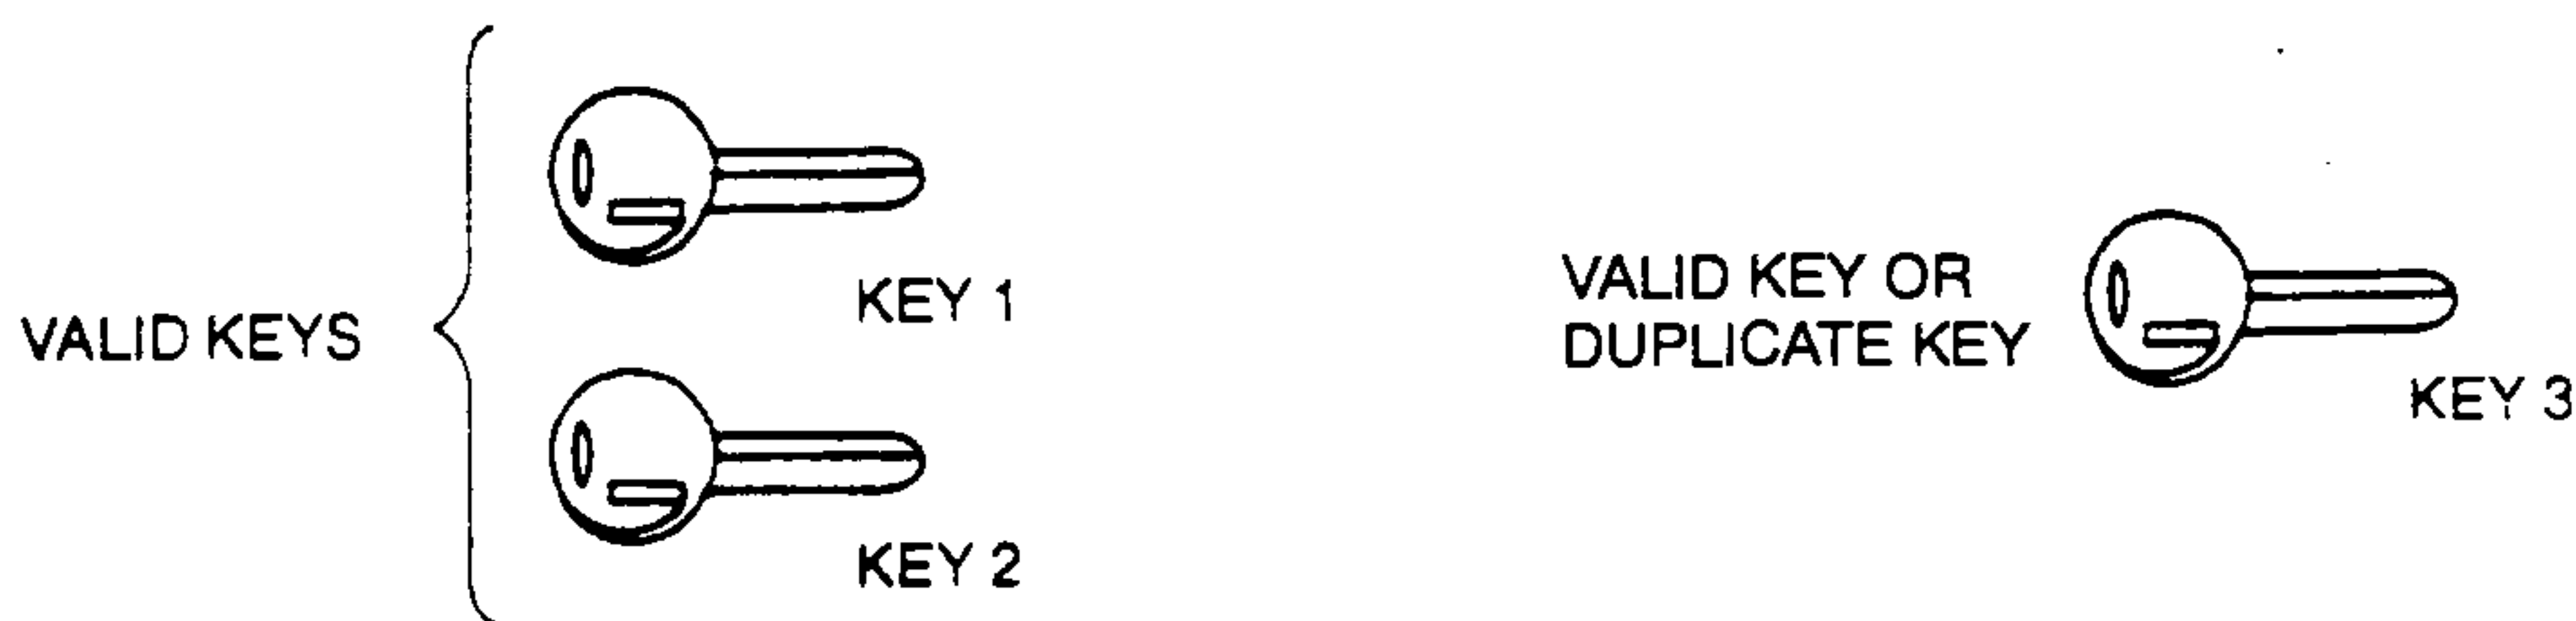 VALID KEYS
KEY 1
KEY 2
VALID KEY OR
DUPLICATE KEY
KEY 3